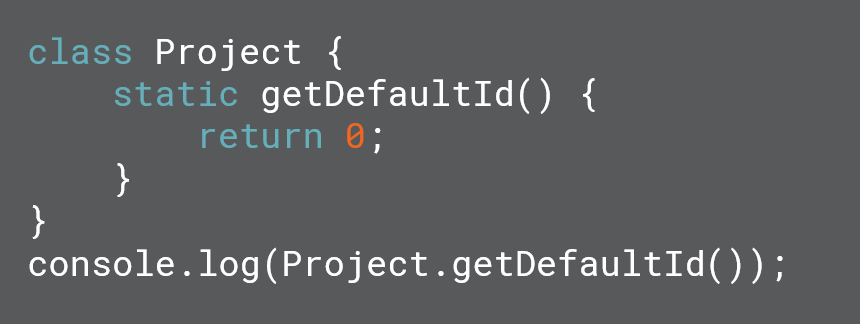 class Project {
    static getDefaultId() {
        return 0;
    }
}
console.log(Project.getDefaultId());